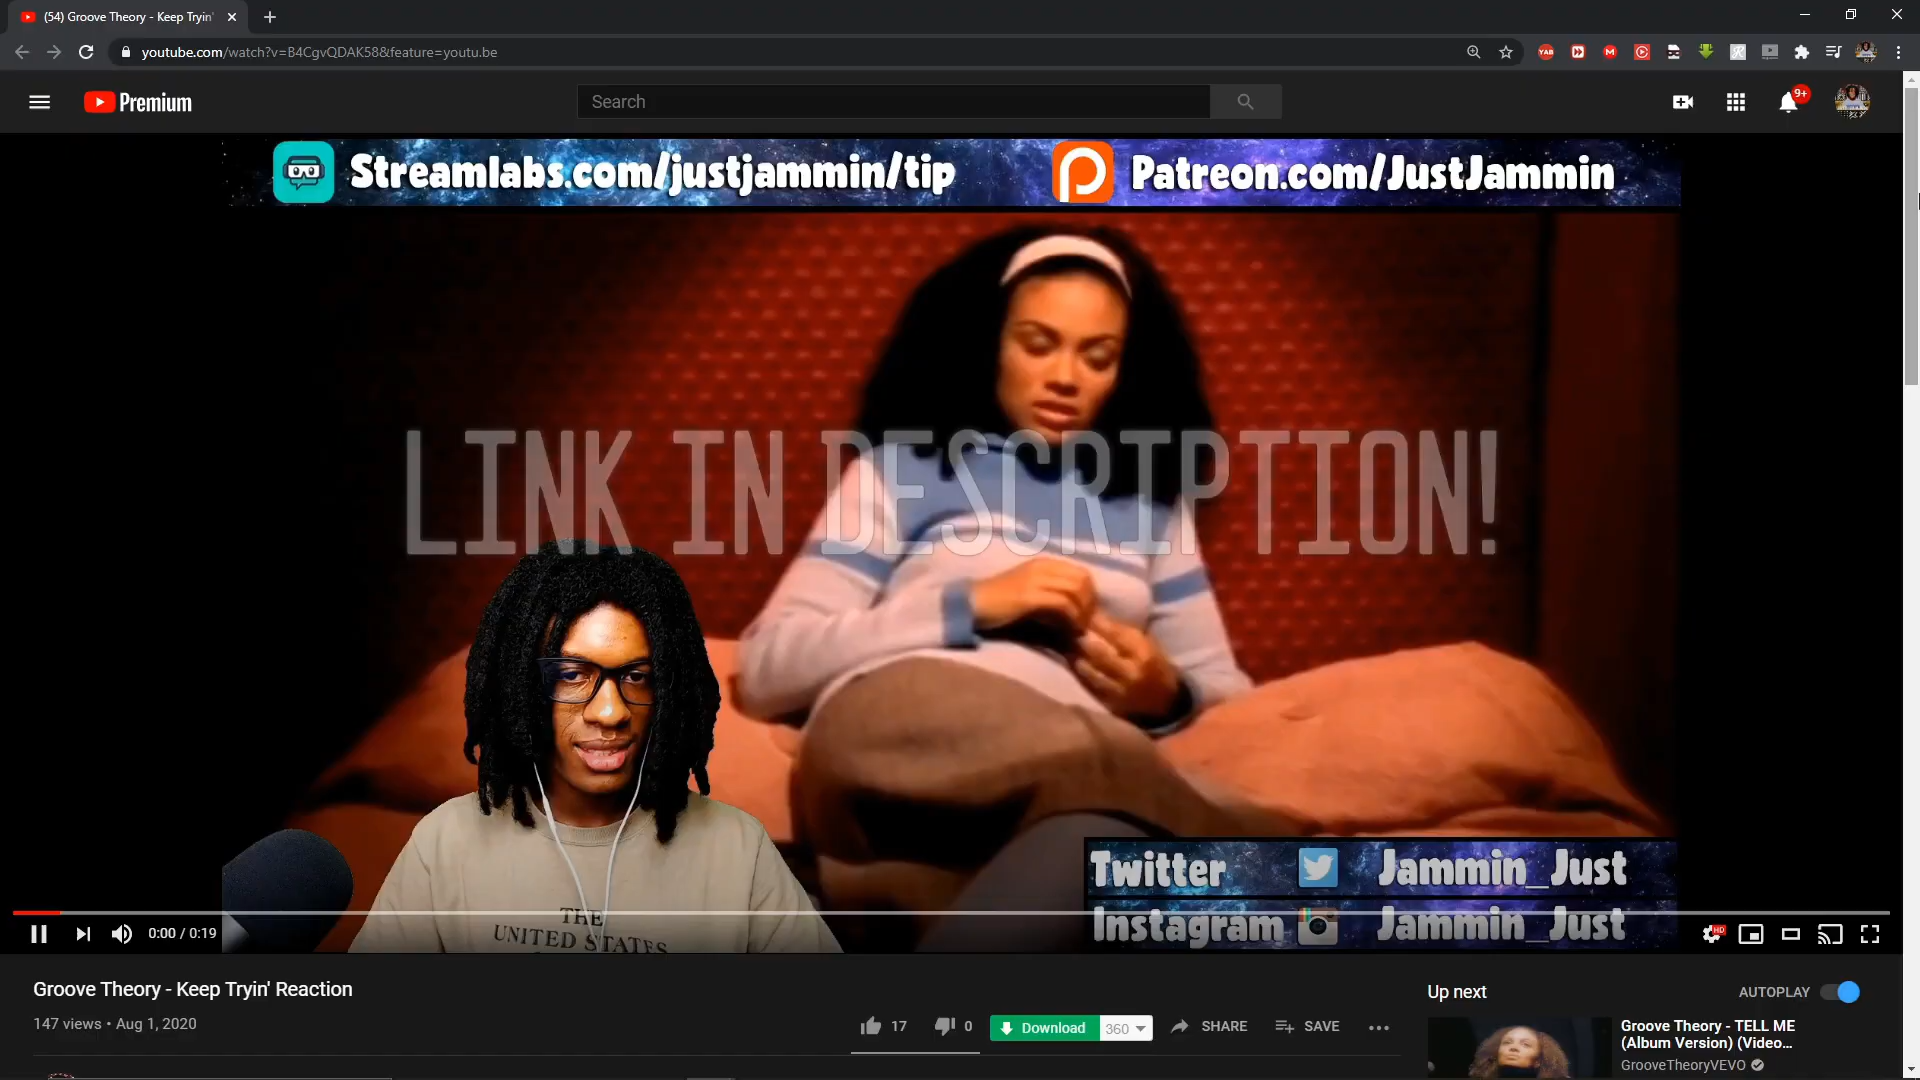 (54) Groove Theory - Keep Tryin'
youtube.com/watch?v=B4CgvQDAK58&feature=youtu.be
Premium
Search
9+
Streamlabs.com/justjammin/tip
Patreon.com/JustJammin
LINK IN DESCRIPTION!
THE
UNITED STATES
Twitter
Jammin_Just
Instagram
Jammin_Just
0:00 / 0:19
HD
Groove Theory - Keep Tryin' Reaction
147 views • Aug 1, 2020
17
0
Download
360
SHARE
SAVE
Up next
AUTOPLAY
Groove Theory - TELL ME
(Album Version) (Video...
GrooveTheoryVEVO